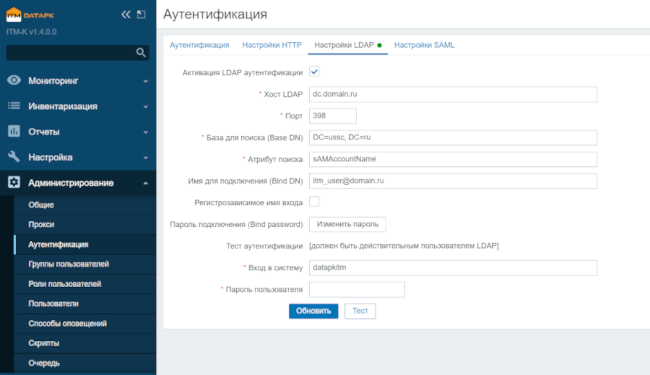 ITM DATAPK
ITM-K v1.4.0.0
Мониторинг
Инвентаризация
Отчеты
Настройка
Администрирование
Общие
Прокси
Аутентификация
Группы пользователей
Роли пользователей
Пользователи
Способы оповещений
Скрипты
Очередь
Аутентификация
Аутентификация Настройки HTTP Настройки LDAP Настройки SAML
Активация LDAP аутентификации
* Хост LDAP dc.domain.ru
* Порт 398
* База для поиска (Base DN) DC=ussc, DC=ru
* Атрибут поиска sAMAccountName
Имя для подключения (Bind DN) itm_user@domain.ru
Регистрозависимое имя входа
Пароль подключения (Bind password) Изменить пароль
Тест аутентификации [должен быть действительным пользователем LDAP]
* Вход в систему datapkitm
* Пароль пользователя
Обновить Тест